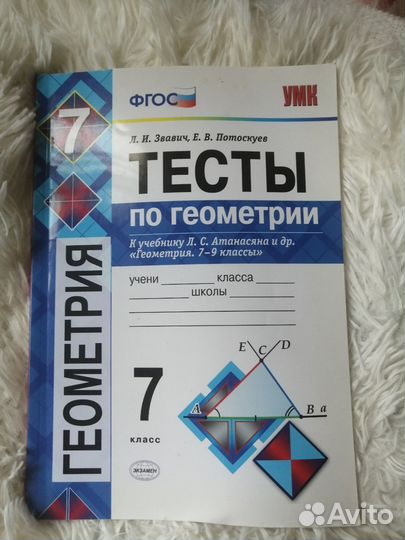 ФГОС
УМК
7
Л. И. Звавич, Е. В. Потоскуев
ТЕСТЫ
по геометрии
К учебнику Л. С. Атанасяна и др.
«Геометрия. 7–9 классы»
учени класса
школы
ГЕОМЕТРИЯ
E C D
A B a
7
класс
ЭКЗАМЕН
Avito